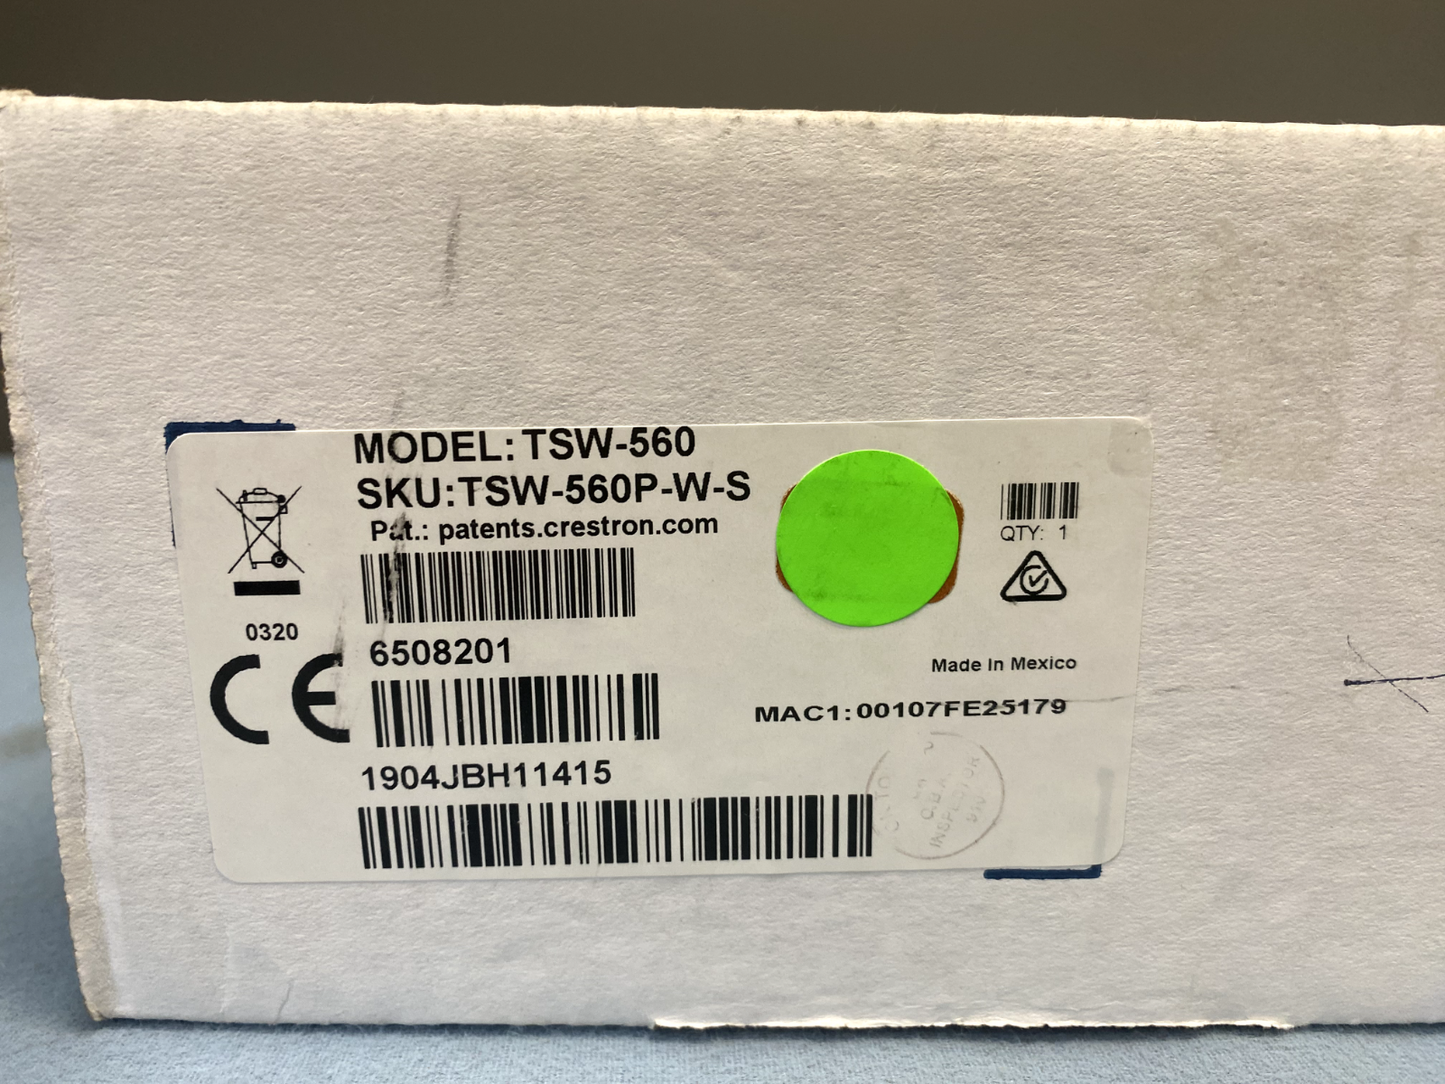 MODEL: TSW-560
SKU:TSW-560P-W-S
Pat.: patents.crestron.com
QTY: 1
0320
6508201
CE
Made In Mexico
MAC1:00107FE25179
1904JBH11415
Q.B.A
INSPECTOR